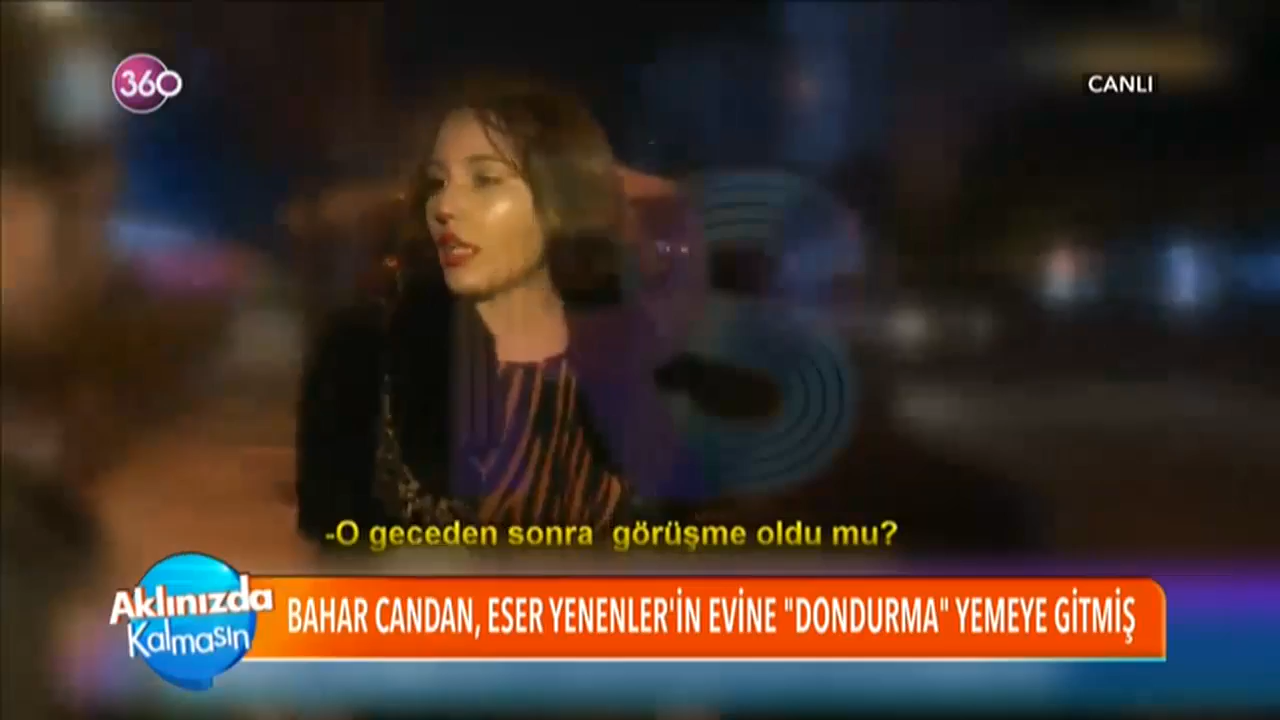 360
CANLI
-O geceden sonra görüşme oldu mu?
Aklınızda
Kalmasın
BAHAR CANDAN, ESER YENENLER'İN EVİNE "DONDURMA" YEMEYE GİTMİŞ